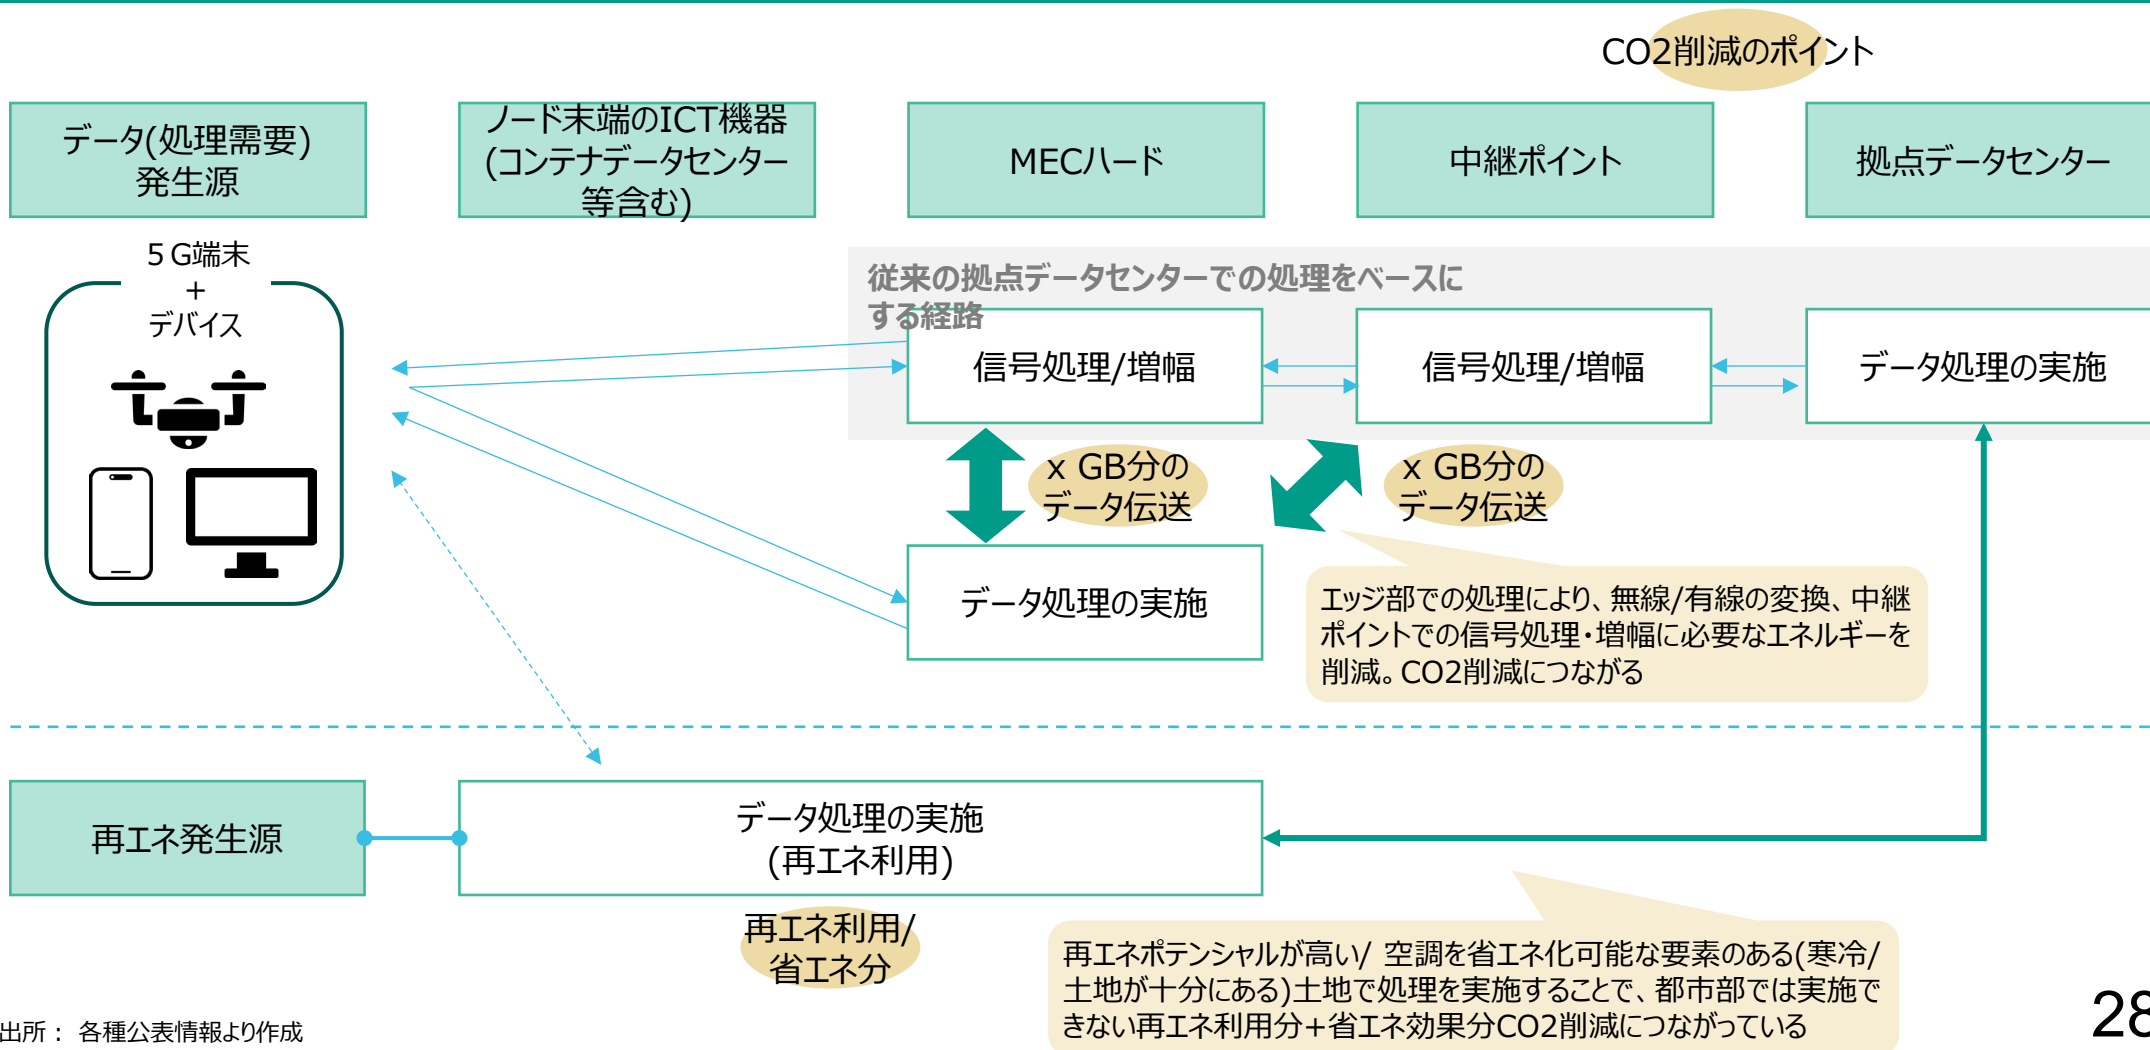 CO2削減のポイント
データ(処理需要)
発生源
ノード末端のICT機器
(コンテナデータセンター
等含む)
MECハード
中継ポイント
拠点データセンター
5G端末
+
デバイス
従来の拠点データセンターでの処理をベースに
する経路
信号処理/増幅
信号処理/増幅
データ処理の実施
x GB分の
データ伝送
x GB分の
データ伝送
データ処理の実施
エッジ部での処理により、無線/有線の変換、中継
ポイントでの信号処理・増幅に必要なエネルギーを
削減。CO2削減につながる
再エネ発生源
データ処理の実施
(再エネ利用)
再エネ利用/
省エネ分
再エネポテンシャルが高い/ 空調を省エネ化可能な要素のある(寒冷/
土地が十分にある)土地で処理を実施することで、都市部では実施で
きない再エネ利用分+省エネ効果分CO2削減につながっている
出所： 各種公表情報より作成
28